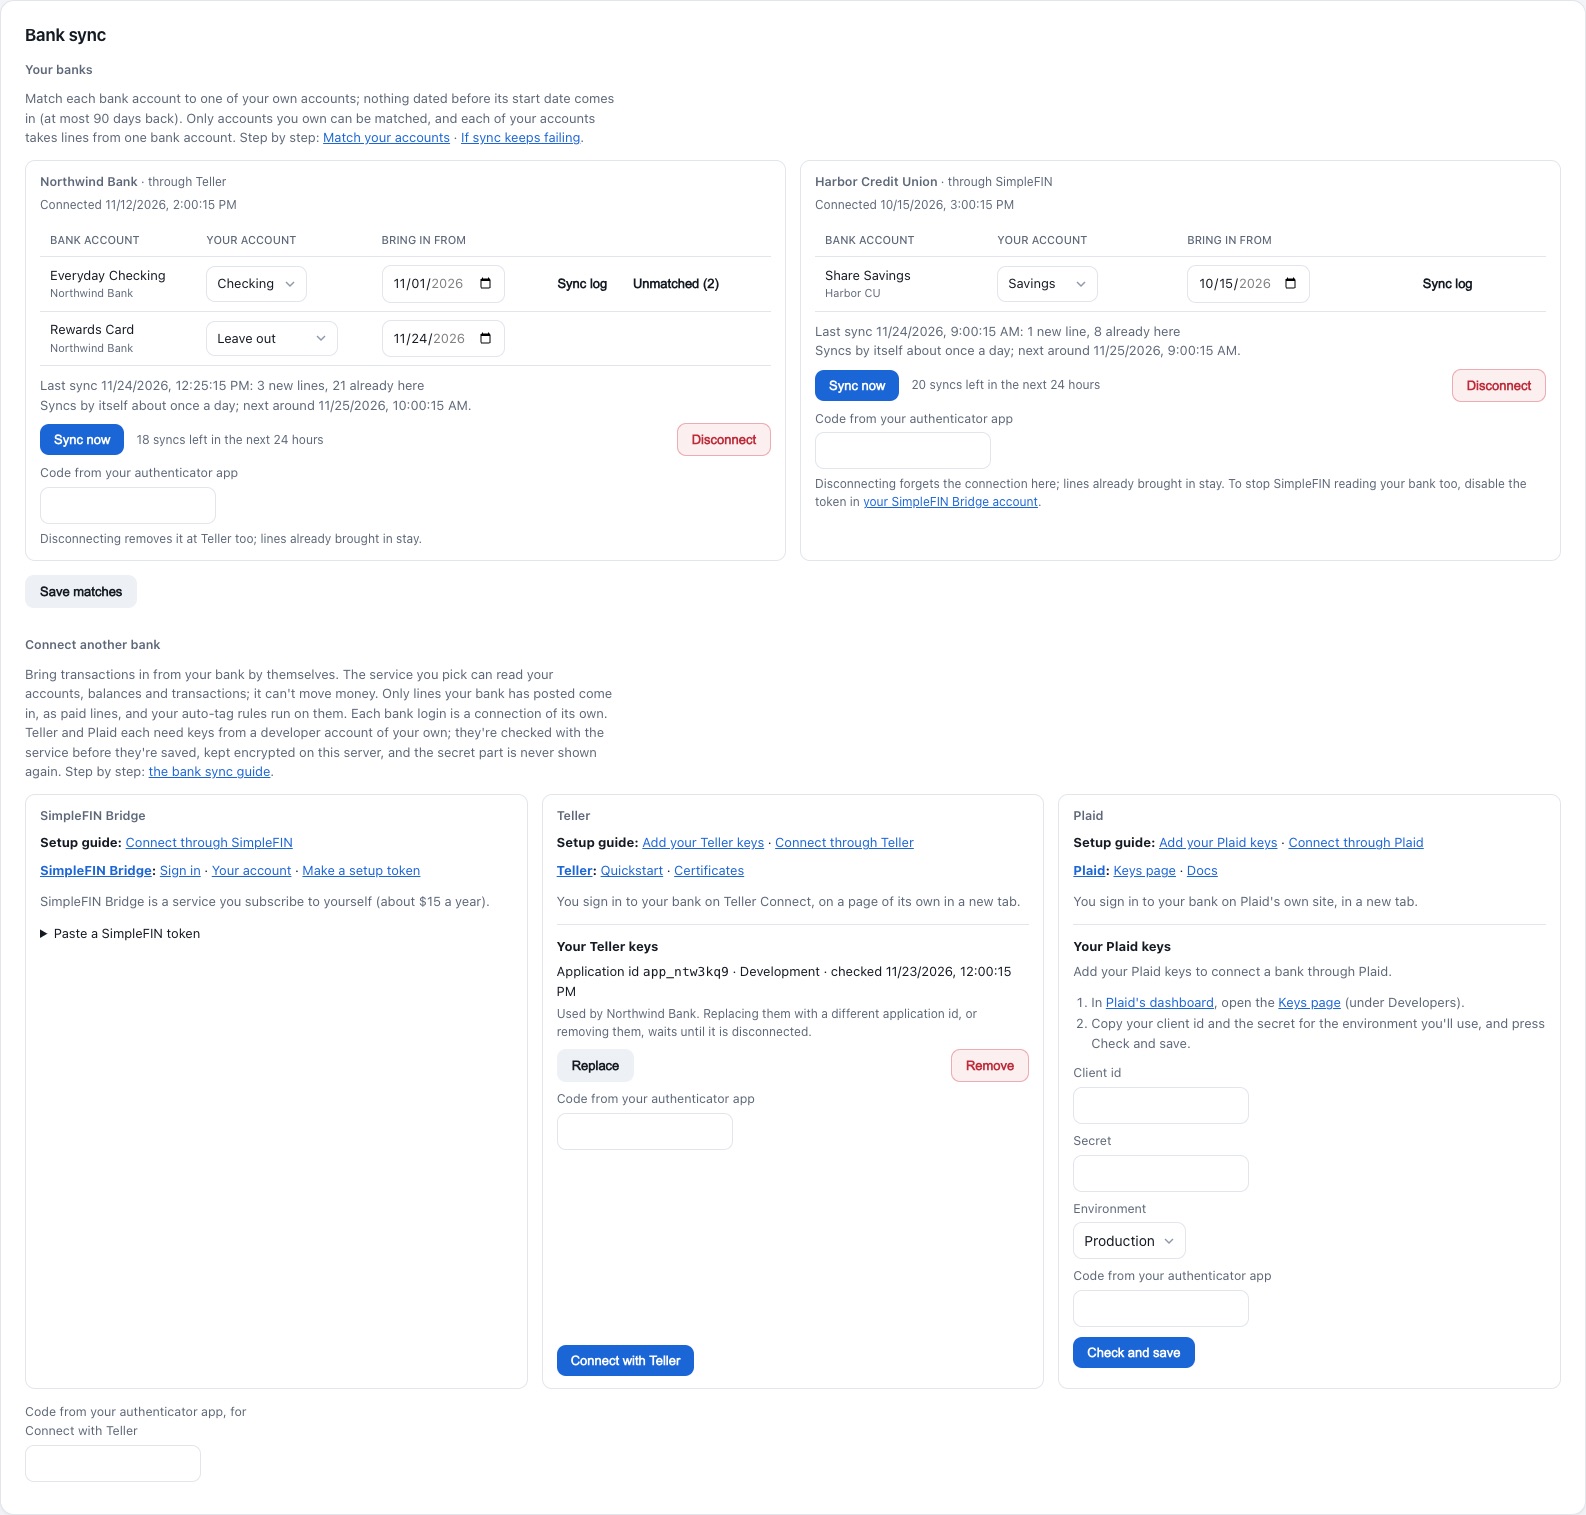 Bank sync
Your banks
Match each bank account to one of your own accounts; nothing dated before its start date comes
in (at most 90 days back). Only accounts you own can be matched, and each of your accounts
takes lines from one bank account. Step by step: Match your accounts · If sync keeps failing.
Northwind Bank · through Teller
Connected 11/12/2026, 2:00:15 PM
BANK ACCOUNT YOUR ACCOUNT BRING IN FROM
Everyday Checking
Northwind Bank
Checking 11/01/2026 Sync log Unmatched (2)
Rewards Card
Northwind Bank
Leave out 11/24/2026
Last sync 11/24/2026, 12:25:15 PM: 3 new lines, 21 already here
Syncs by itself about once a day; next around 11/25/2026, 10:00:15 AM.
Sync now 18 syncs left in the next 24 hours Disconnect
Code from your authenticator app
Disconnecting removes it at Teller too; lines already brought in stay.
Harbor Credit Union · through SimpleFIN
Connected 10/15/2026, 3:00:15 PM
BANK ACCOUNT YOUR ACCOUNT BRING IN FROM
Share Savings
Harbor CU
Savings 10/15/2026 Sync log
Last sync 11/24/2026, 9:00:15 AM: 1 new line, 8 already here
Syncs by itself about once a day; next around 11/25/2026, 9:00:15 AM.
Sync now 20 syncs left in the next 24 hours Disconnect
Code from your authenticator app
Disconnecting forgets the connection here; lines already brought in stay. To stop SimpleFIN reading your bank too, disable the
token in your SimpleFIN Bridge account.
Save matches
Connect another bank
Bring transactions in from your bank by themselves. The service you pick can read your
accounts, balances and transactions; it can't move money. Only lines your bank has posted come
in, as paid lines, and your auto-tag rules run on them. Each bank login is a connection of its own.
Teller and Plaid each need keys from a developer account of your own; they're checked with the
service before they're saved, kept encrypted on this server, and the secret part is never shown
again. Step by step: the bank sync guide.
SimpleFIN Bridge
Setup guide: Connect through SimpleFIN
SimpleFIN Bridge: Sign in · Your account · Make a setup token
SimpleFIN Bridge is a service you subscribe to yourself (about $15 a year).
Paste a SimpleFIN token
Teller
Setup guide: Add your Teller keys · Connect through Teller
Teller: Quickstart · Certificates
You sign in to your bank on Teller Connect, on a page of its own in a new tab.
Your Teller keys
Application id app_ntw3kq9 · Development · checked 11/23/2026, 12:00:15
PM
Used by Northwind Bank. Replacing them with a different application id, or
removing them, waits until it is disconnected.
Replace Remove
Code from your authenticator app
Connect with Teller
Plaid
Setup guide: Add your Plaid keys · Connect through Plaid
Plaid: Keys page · Docs
You sign in to your bank on Plaid's own site, in a new tab.
Your Plaid keys
Add your Plaid keys to connect a bank through Plaid.
1. In Plaid's dashboard, open the Keys page (under Developers).
2. Copy your client id and the secret for the environment you'll use, and press
Check and save.
Client id
Secret
Environment
Production
Code from your authenticator app
Check and save
Code from your authenticator app, for
Connect with Teller